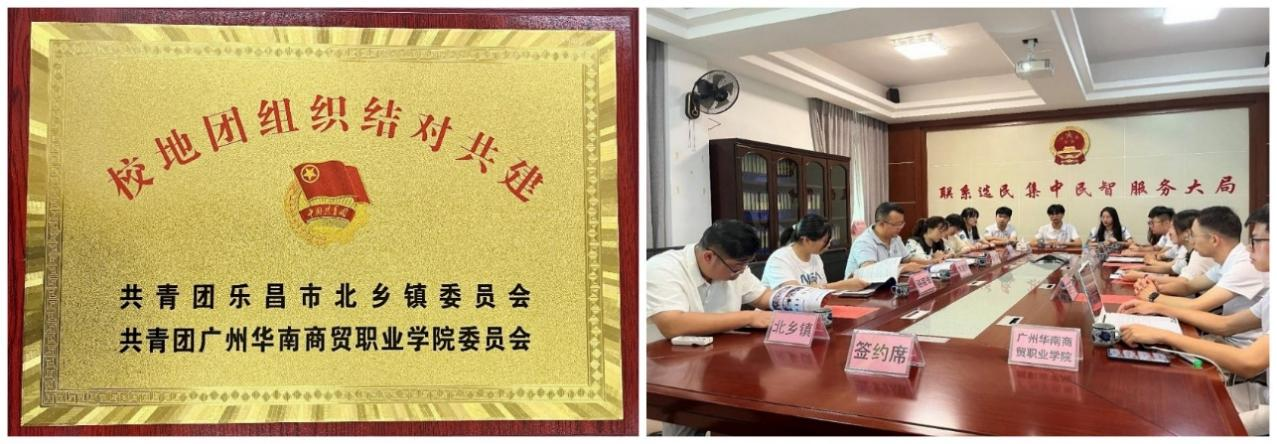 校地团组织结对共建
中国共青团
共青团乐昌市北乡镇委员会
共青团广州华南商贸职业学院委员会
联系选民 集中民智 服务大局
北乡镇
签约席
广州华南商
贸职业学院